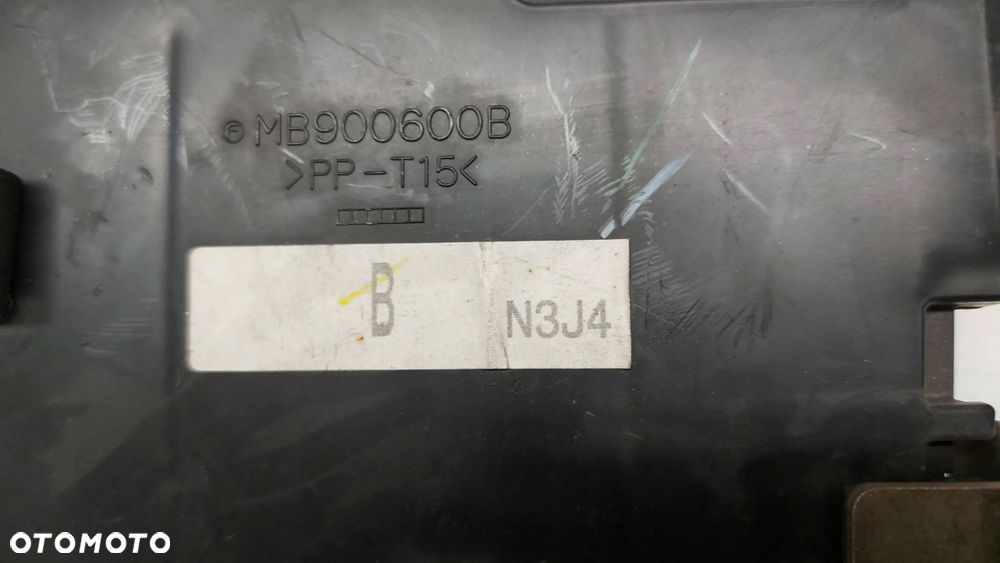 MB900600B
>PP-T15<
B
N3J4
OTOMOTO